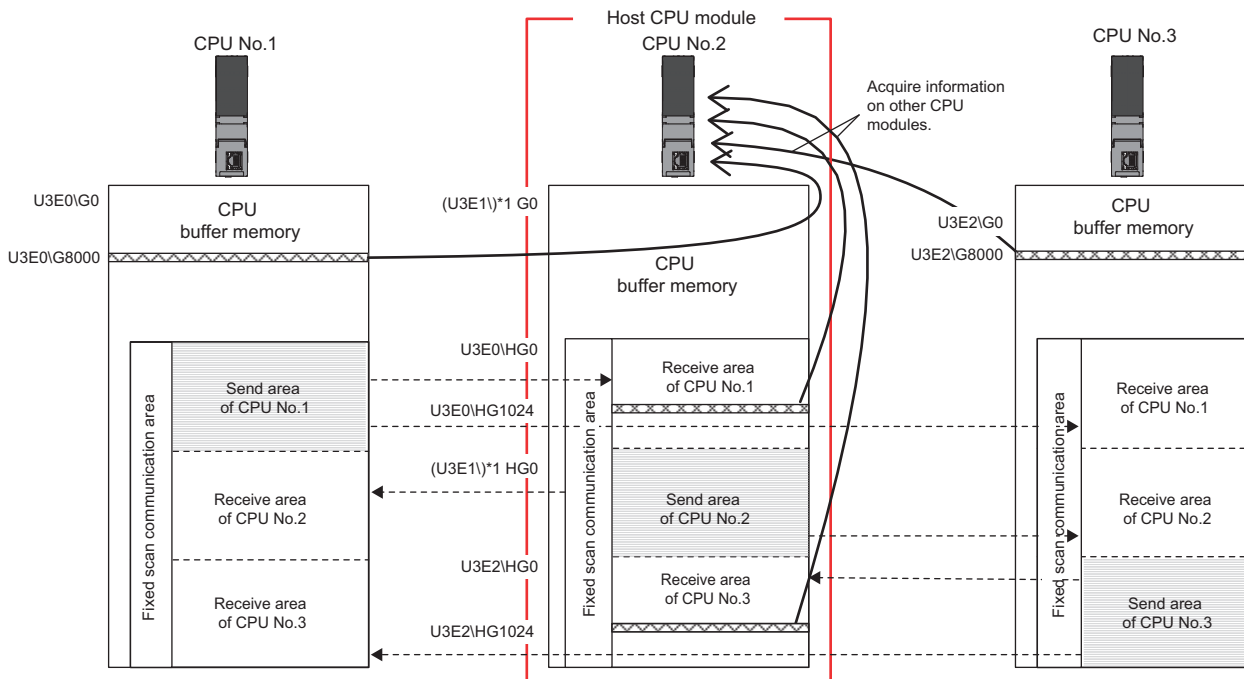 Host CPU module
CPU No.1
CPU No.2
CPU No.3
Acquire information
on other CPU
modules.
U3E0\G0
CPU
buffer memory
U3E0\G8000
(U3E1\)*1 G0
CPU
buffer memory
U3E2\G0
U3E2\G8000
CPU
buffer memory
Fixed scan communication area
Send area
of CPU No.1
Receive area
of CPU No.2
Receive area
of CPU No.3
U3E0\HG0
U3E0\HG1024
(U3E1\)*1 HG0
U3E2\HG0
U3E2\HG1024
Fixed scan communication area
Receive area
of CPU No.1
Send area
of CPU No.2
Receive area
of CPU No.3
Fixed scan communication area
Receive area
of CPU No.1
Receive area
of CPU No.2
Send area
of CPU No.3